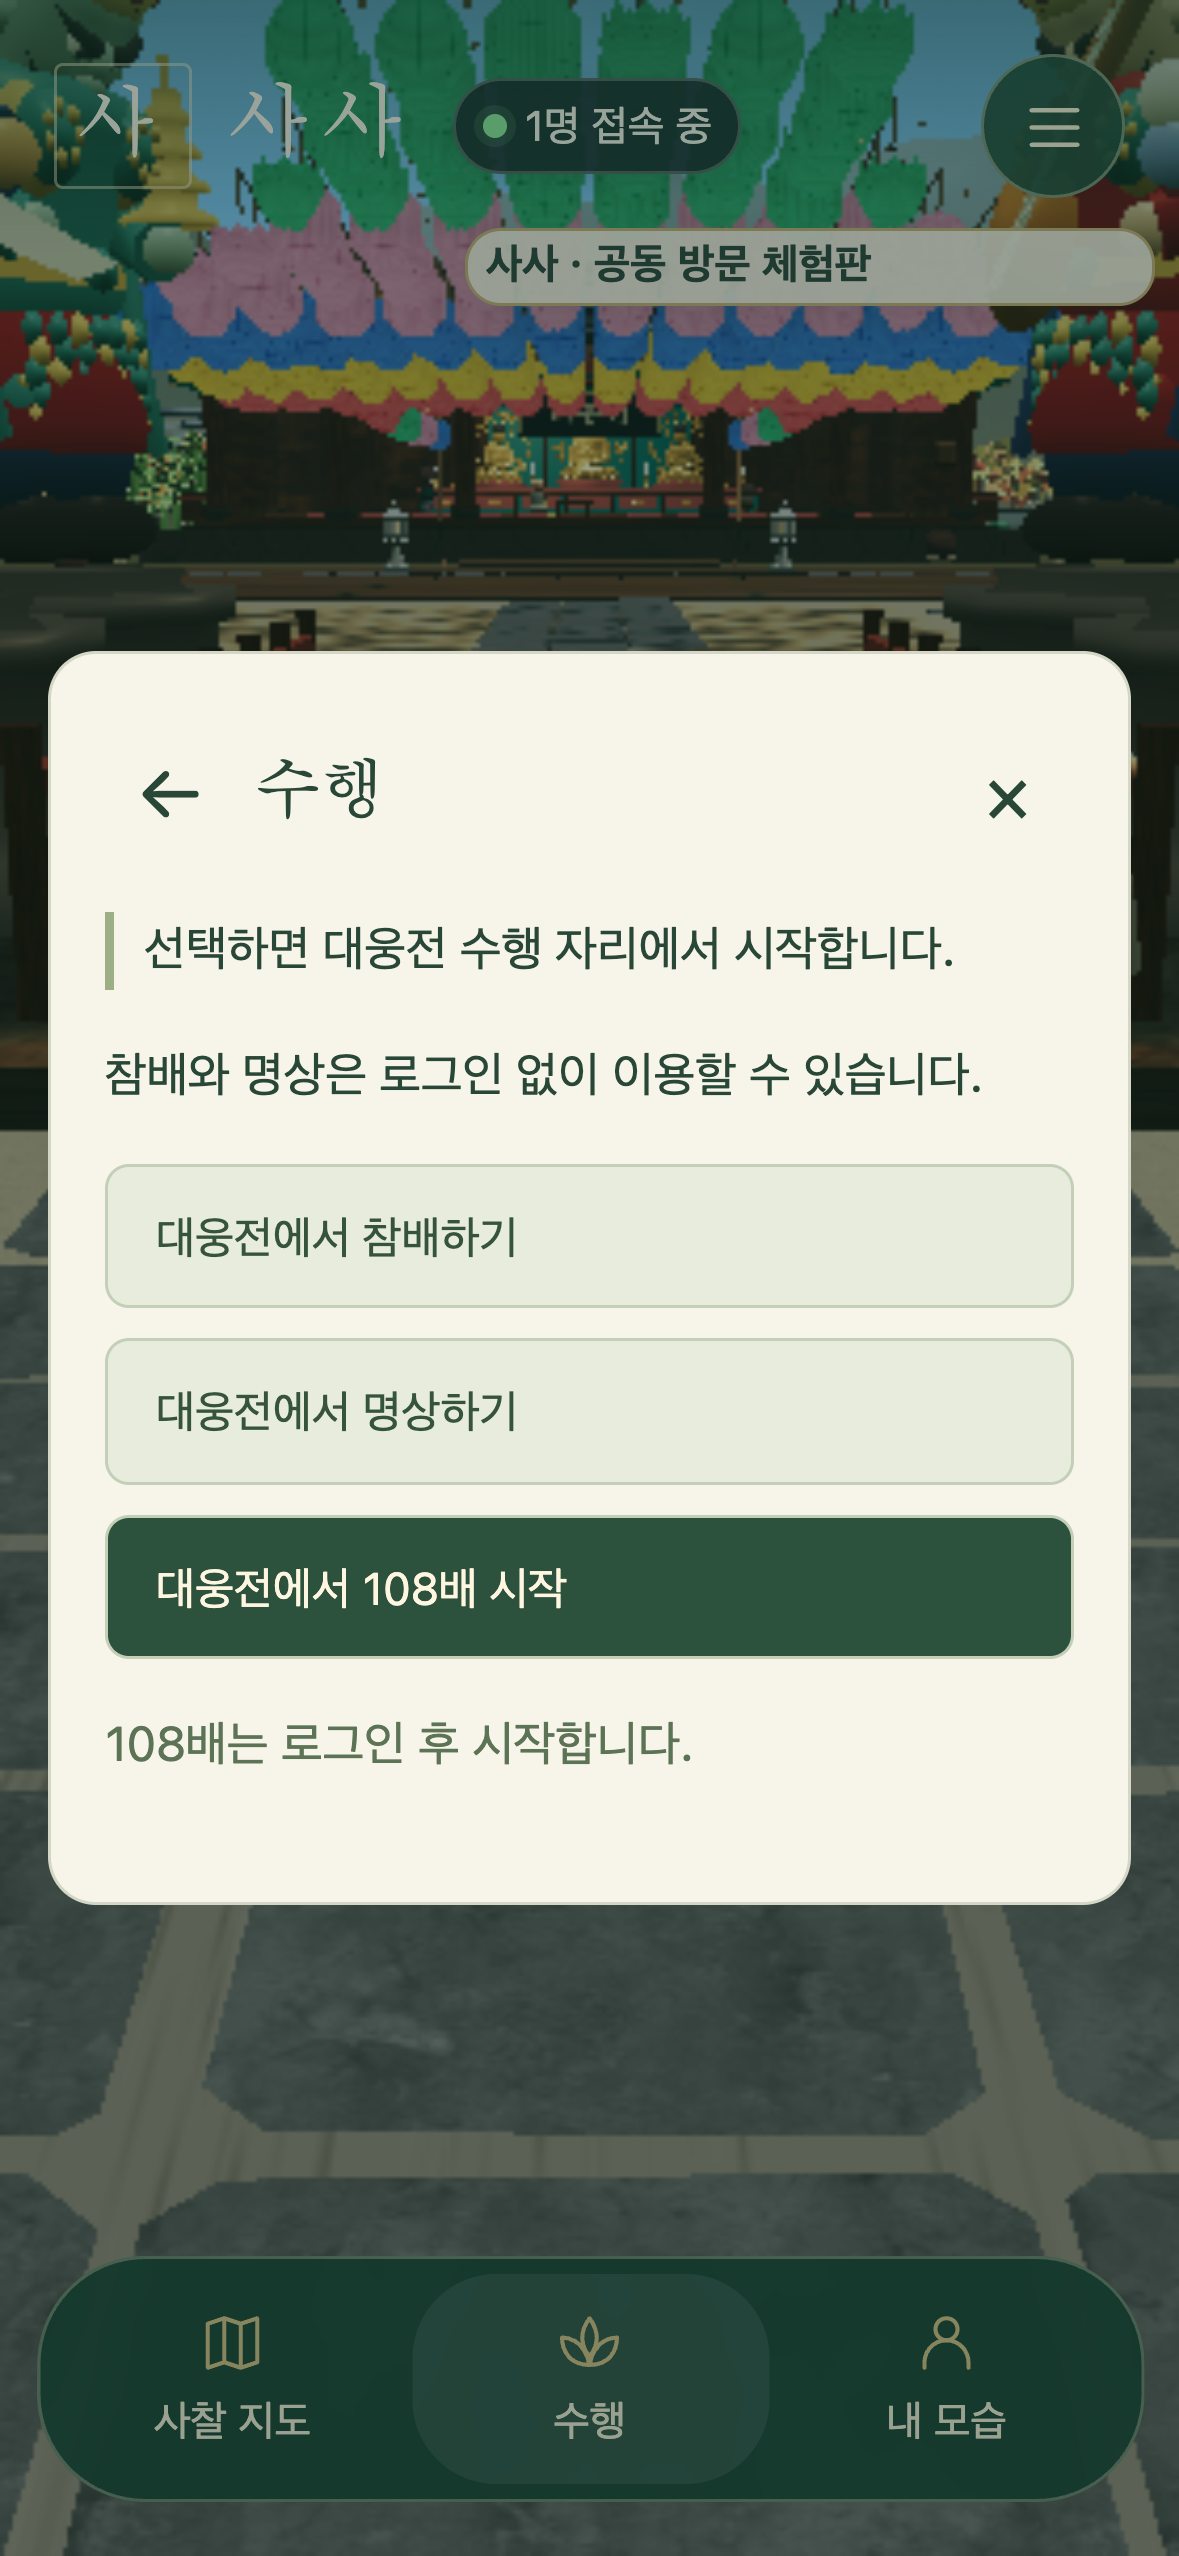 사
사사
1명 접속 중
사사 · 공동 방문 체험판
수행
선택하면 대웅전 수행 자리에서 시작합니다.
참배와 명상은 로그인 없이 이용할 수 있습니다.
대웅전에서 참배하기
대웅전에서 명상하기
대웅전에서 108배 시작
108배는 로그인 후 시작합니다.
사찰 지도
수행
내 모습